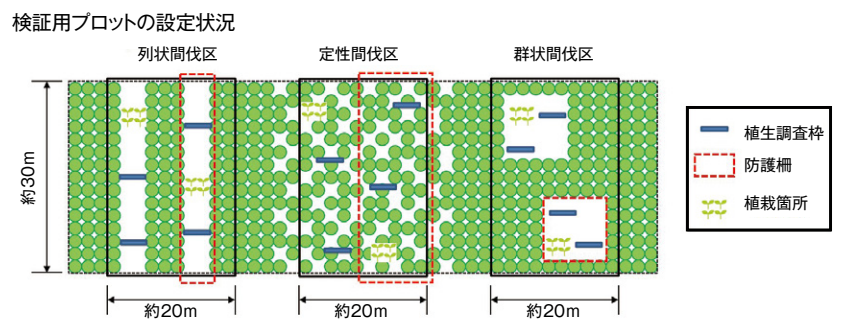 検証用プロットの設定状況
列状間伐区
定性間伐区
群状間伐区
約30m
植生調査枠
防護柵
植栽箇所
約20m
約20m
約20m